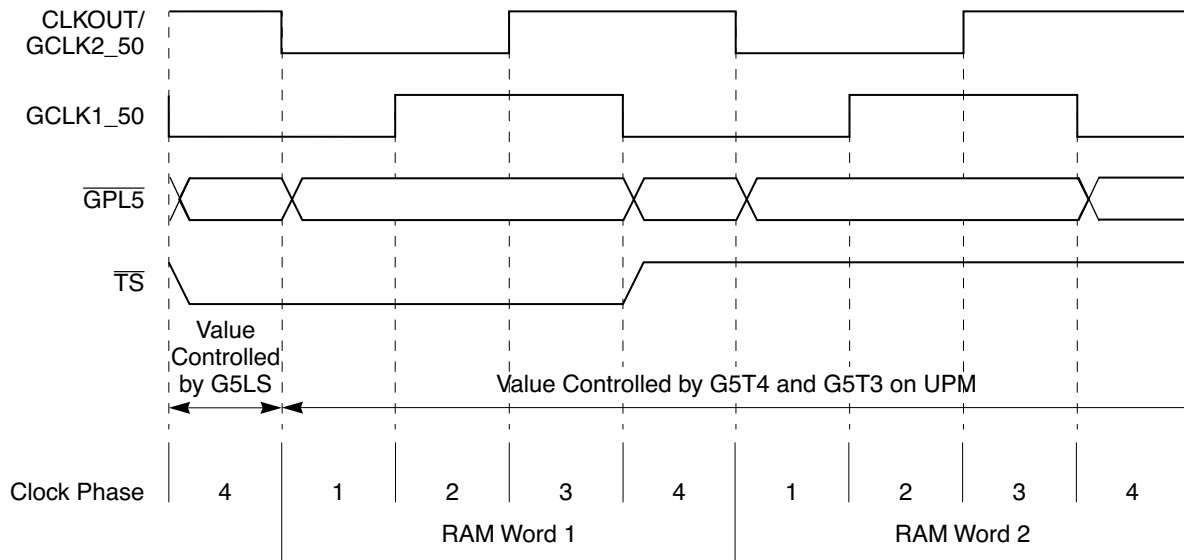 CLKOUT/
GCLK2_50
GCLK1_50
GPL5
TS
Value
Controlled
by G5LS
Value Controlled by G5T4 and G5T3 on UPM
Clock Phase 4 1 2 3 4 1 2 3 4
RAM Word 1 RAM Word 2